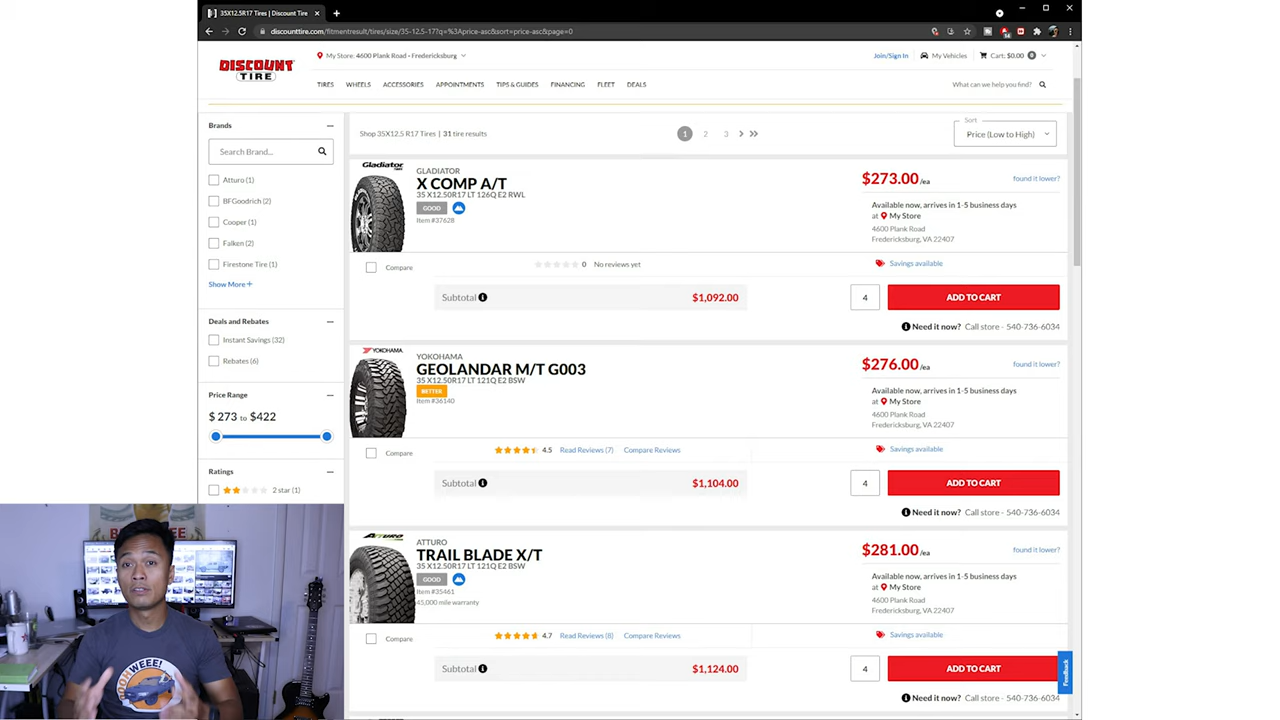 35X12.5R17 Tires | Discount Tire
discounttire.com/fitmentresult/tires/size/35-12.5-17?q=%3Aprice-asc&sort=price-asc&page=0
DISCOUNT
TIRE
My Store: 4600 Plank Road - Fredericksburg
Join/Sign In
My Vehicles
Cart: $0.00
0
TIRES WHEELS ACCESSORIES APPOINTMENTS TIPS & GUIDES FINANCING FLEET DEALS
What can we help you find?
Brands
Search Brand...
Atturo (1)
BFGoodrich (2)
Cooper (1)
Falken (2)
Firestone Tire (1)
Show More +
Deals and Rebates
Instant Savings (32)
Rebates (6)
Price Range
$ 273 to $422
Ratings
2 star (1)
Shop 35X12.5 R17 Tires | 31 tire results
1 2 3
Sort
Price (Low to High)
Gladiator
GLADIATOR
X COMP A/T
35 X12.50R17 LT 126Q E2 RWL
GOOD
Item #37628
$273.00 /ea
found it lower?
Available now, arrives in 1-5 business days
at My Store
4600 Plank Road
Fredericksburg, VA 22407
Compare
0 No reviews yet
Savings available
Subtotal
$1,092.00
4
ADD TO CART
Need it now? Call store - 540-736-6034
YOKOHAMA
YOKOHAMA
GEOLANDAR M/T G003
35 X12.50R17 LT 121Q E2 BSW
BETTER
Item #36140
$276.00 /ea
found it lower?
Available now, arrives in 1-5 business days
at My Store
4600 Plank Road
Fredericksburg, VA 22407
Compare
4.5 Read Reviews (7) Compare Reviews
Savings available
Subtotal
$1,104.00
4
ADD TO CART
Need it now? Call store - 540-736-6034
ATTURO
ATTURO
TRAIL BLADE X/T
35 X12.50R17 LT 121Q E2 BSW
GOOD
Item #35461
45,000 mile warranty
$281.00 /ea
found it lower?
Available now, arrives in 1-5 business days
at My Store
4600 Plank Road
Fredericksburg, VA 22407
Compare
4.7 Read Reviews (8) Compare Reviews
Savings available
Subtotal
$1,124.00
4
ADD TO CART
Need it now? Call store - 540-736-6034
Feedback